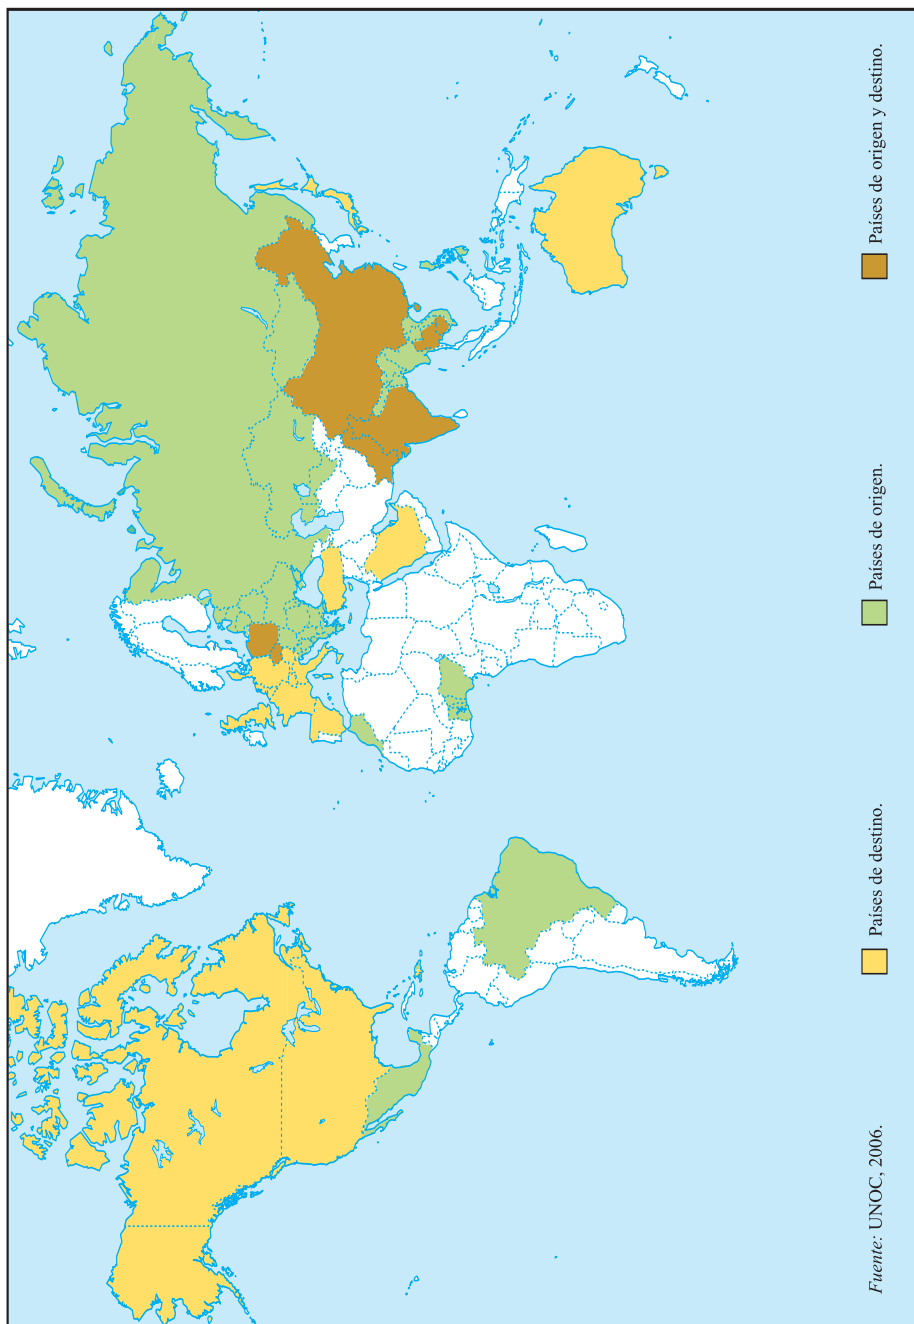 Países de destino.
Países de origen.
Países de origen y destino.
Fuente: UNOC, 2006.